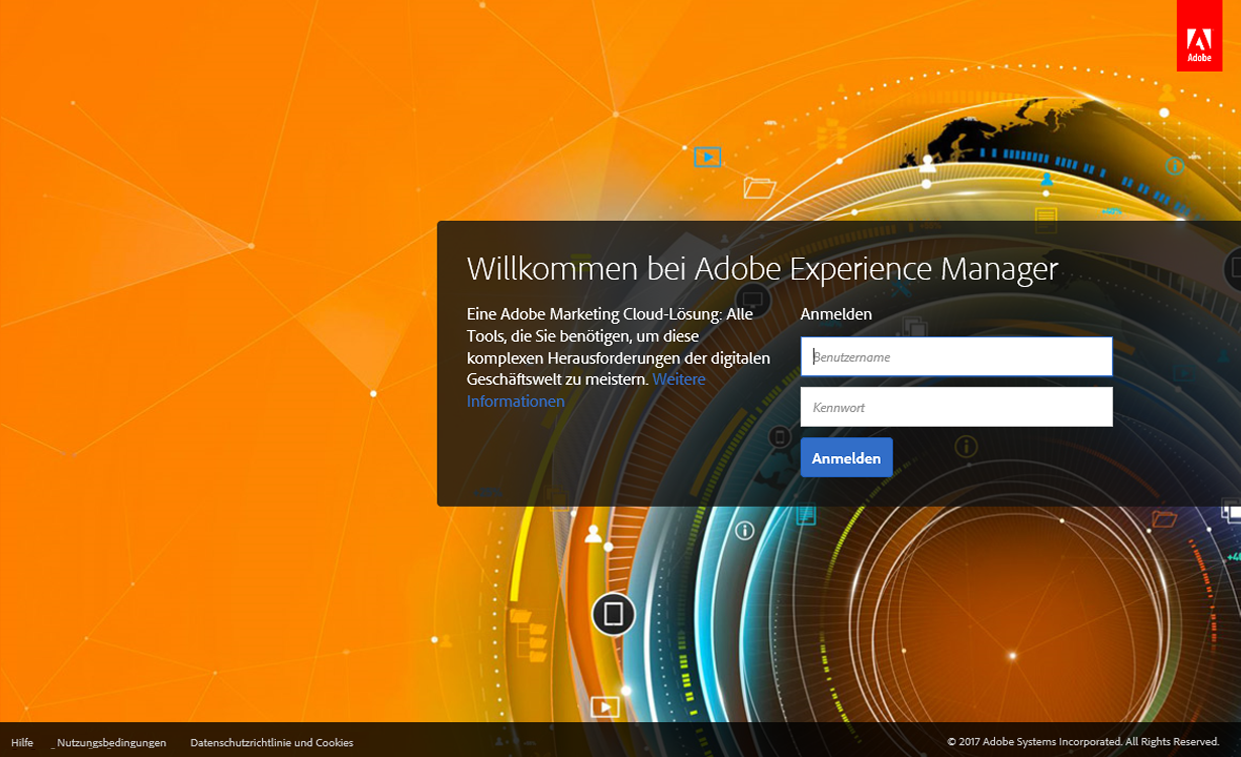 Adobe
Willkommen bei Adobe Experience Manager
Eine Adobe Marketing Cloud-Lösung: Alle
Tools, die Sie benötigen, um diese
komplexen Herausforderungen der digitalen
Geschäftswelt zu meistern. Weitere
Informationen
Anmelden
Benutzername
Kennwort
Anmelden
Hilfe
Nutzungsbedingungen
Datenschutzrichtlinie und Cookies
© 2017 Adobe Systems Incorporated. All Rights Reserved.